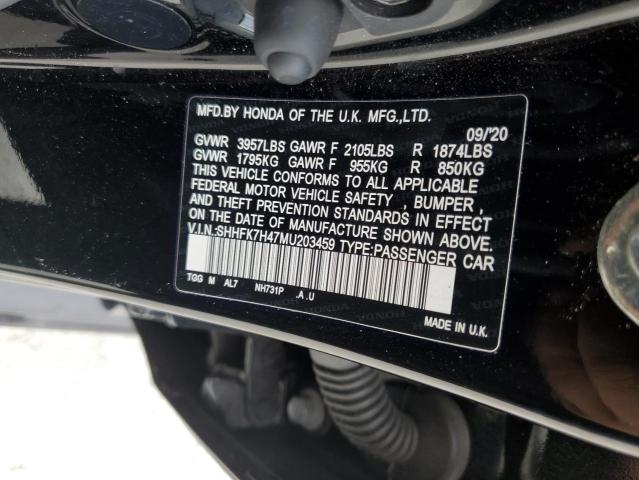 MFD.BY HONDA OF THE U.K. MFG.,LTD.
09/'20
GVWR 3957LBS GAWR F 2105LBS R 1874LBS
GVWR 1795KG GAWR F 955KG R 850KG
THIS VEHICLE CONFORMS TO ALL APPLICABLE
FEDERAL MOTOR VEHICLE SAFETY , BUMPER ,
AND THEFT PREVENTION STANDARDS IN EFFECT
ON THE DATE OF MANUFACTURE SHOWN ABOVE.
V.I.N.:SHHFK7H47MU203459 TYPE:PASSENGER CAR
TGG M AL7 NH731P .A .U
MADE IN U.K.